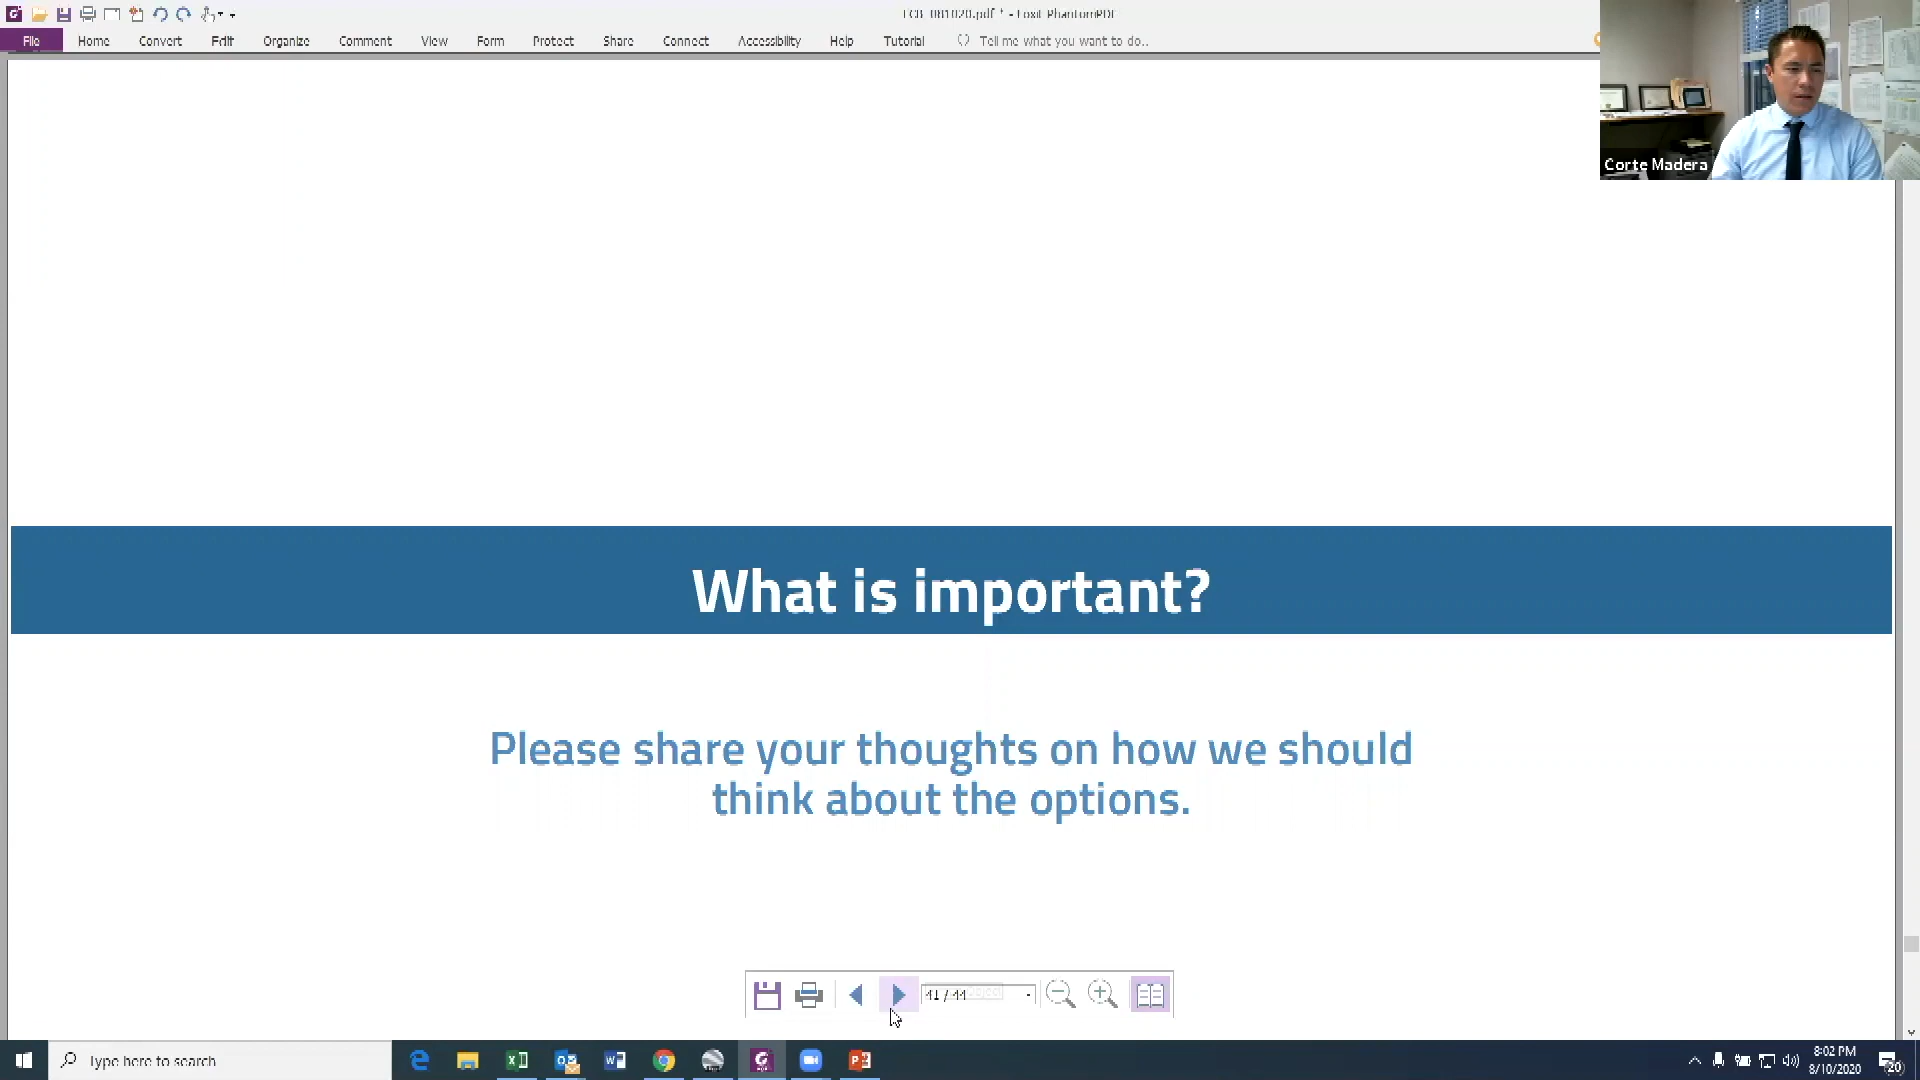 File Home Convert Edit Organize Comment View Form Protect Share Connect Accessibility Help Tutorial Tell me what you want to do..
Corte Madera
What is important?
Please share your thoughts on how we should
think about the options.
41 / 44
Type here to search
8:02 PM
8/10/2020
20